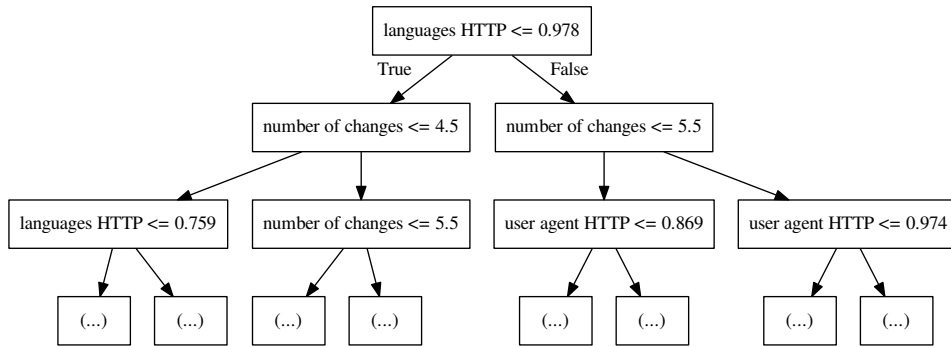 languages HTTP <= 0.978
True
False
number of changes <= 4.5
number of changes <= 5.5
languages HTTP <= 0.759
number of changes <= 5.5
user agent HTTP <= 0.869
user agent HTTP <= 0.974
(...)
(...)
(...)
(...)
(...)
(...)
(...)
(...)